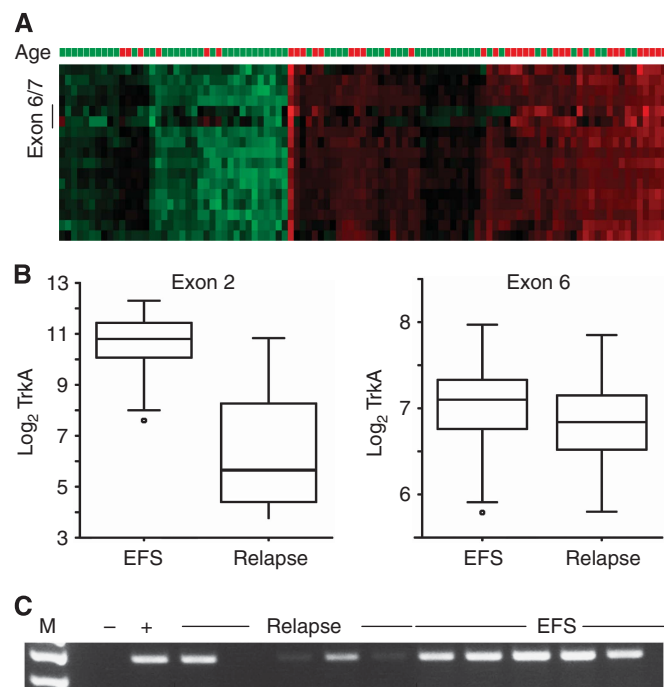 A
Age
Exon 6/7
B
Exon 2
Log2 TrkA
13
11
9
7
5
3
EFS
Relapse
Exon 6
Log2 TrkA
8
7
6
EFS
Relapse
C
M – + Relapse EFS